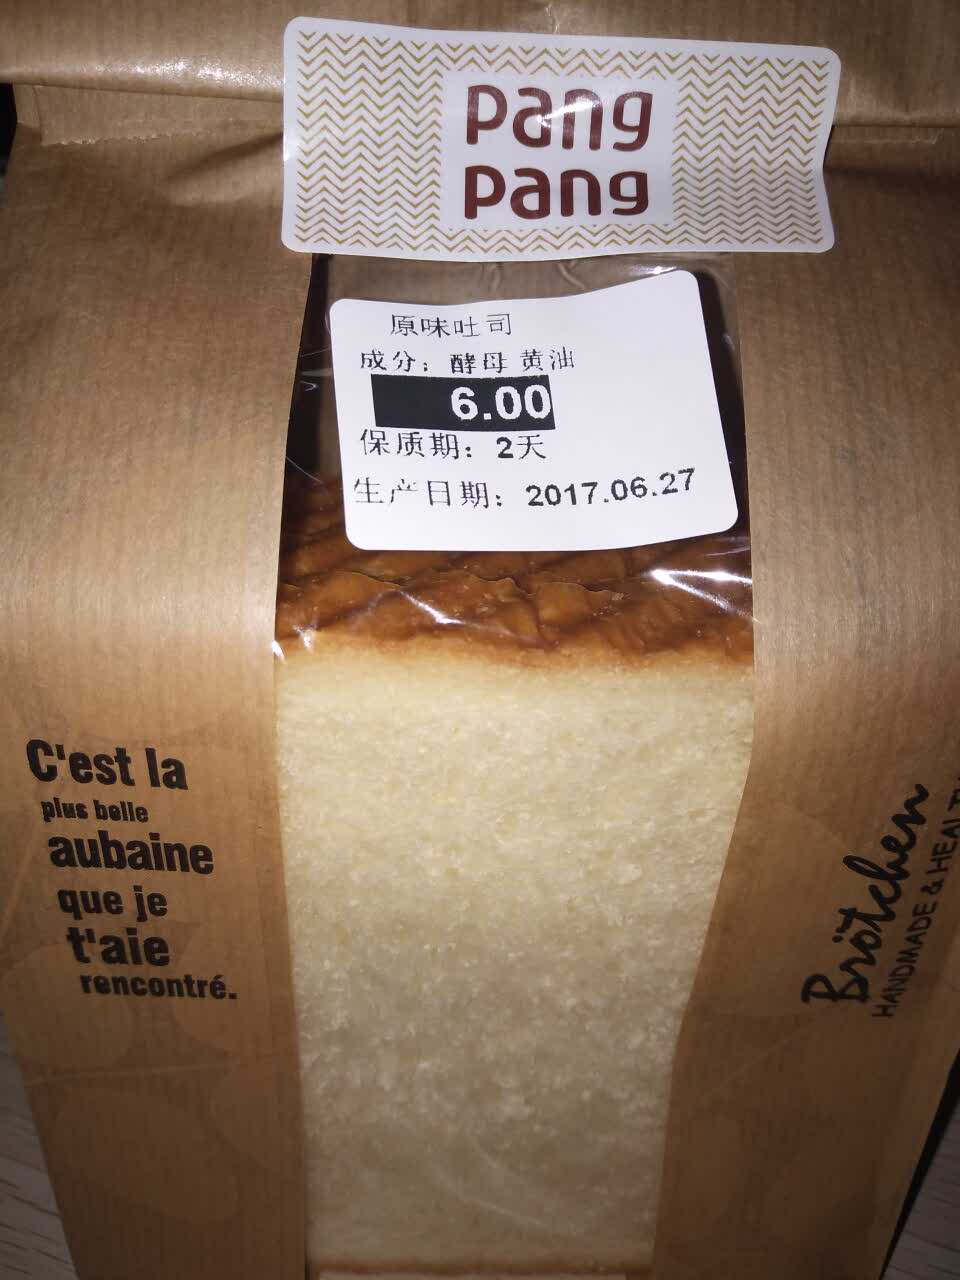 Pang
Pang
原味吐司
成分：酵母 黄油
6.00
保质期：2天
生产日期：2017.06.27
C'est la
plus belle
aubaine
que je
t'aie
rencontré.
Brötchen
HANDMADE &